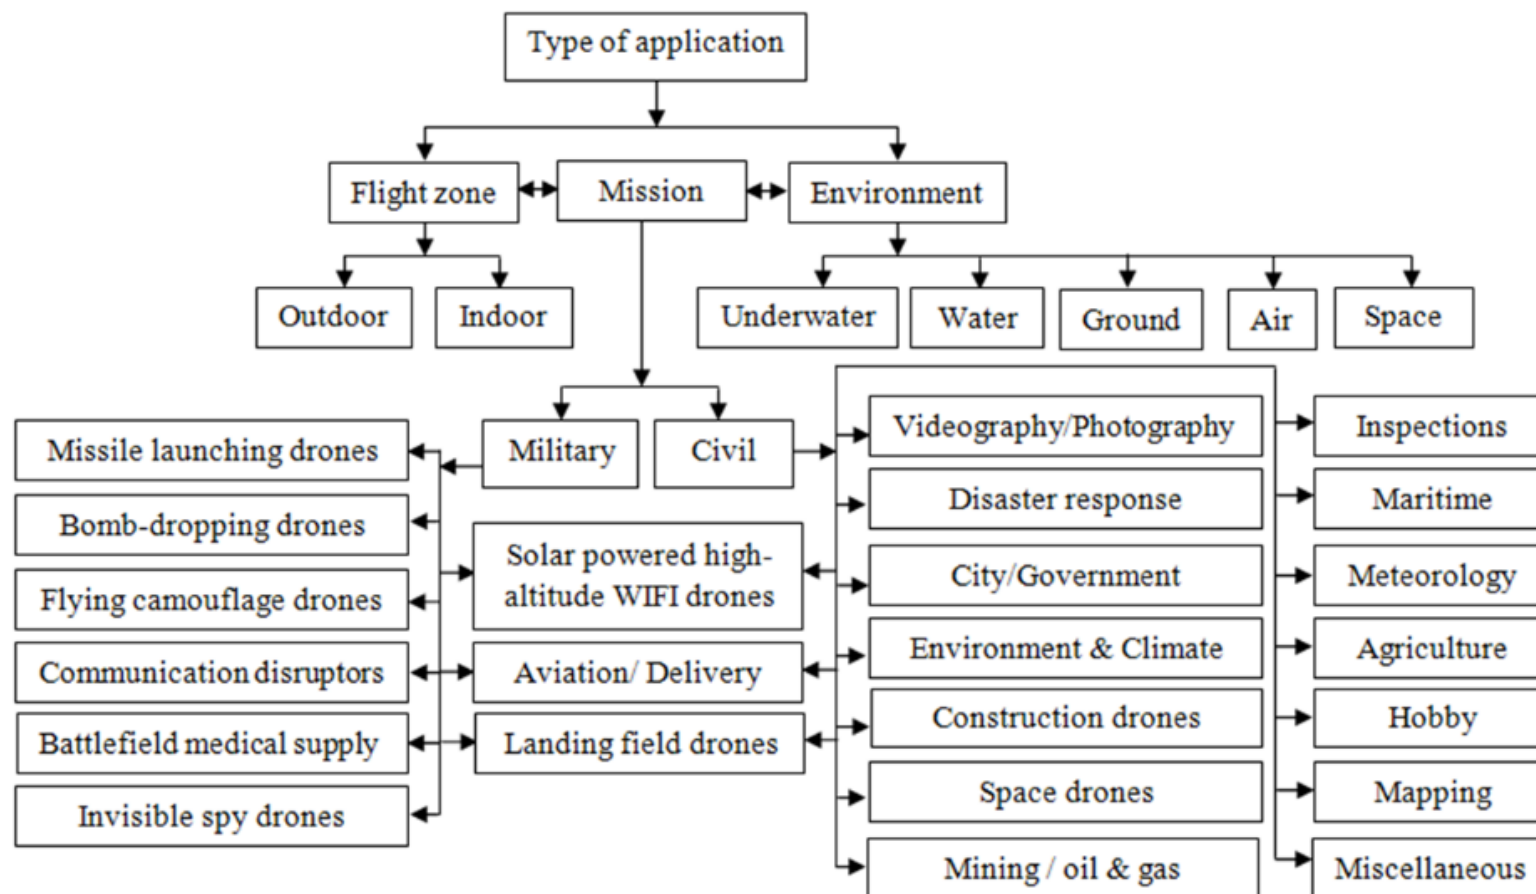 Type of application
Flight zone
Mission
Environment
Outdoor
Indoor
Underwater
Water
Ground
Air
Space
Military
Civil
Missile launching drones
Bomb-dropping drones
Flying camouflage drones
Communication disruptors
Battlefield medical supply
Invisible spy drones
Solar powered high-
altitude WIFI drones
Aviation/ Delivery
Landing field drones
Videography/Photography
Disaster response
City/Government
Environment & Climate
Construction drones
Space drones
Mining / oil & gas
Inspections
Maritime
Meteorology
Agriculture
Hobby
Mapping
Miscellaneous